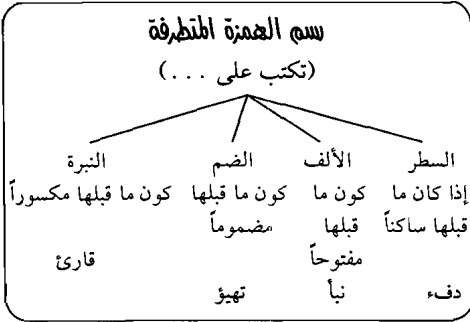 رسم الهمزة المتطرفة
(تكتب على . . .)
السطر الألف الضم النبرة
إذا كان ما كون ما كون ما قبلها كون ما قبلها مكسوراً
قبلها ساكناً قبلها مضموماً
مفتوحاً قارئ
دفء نبأ تهيؤ